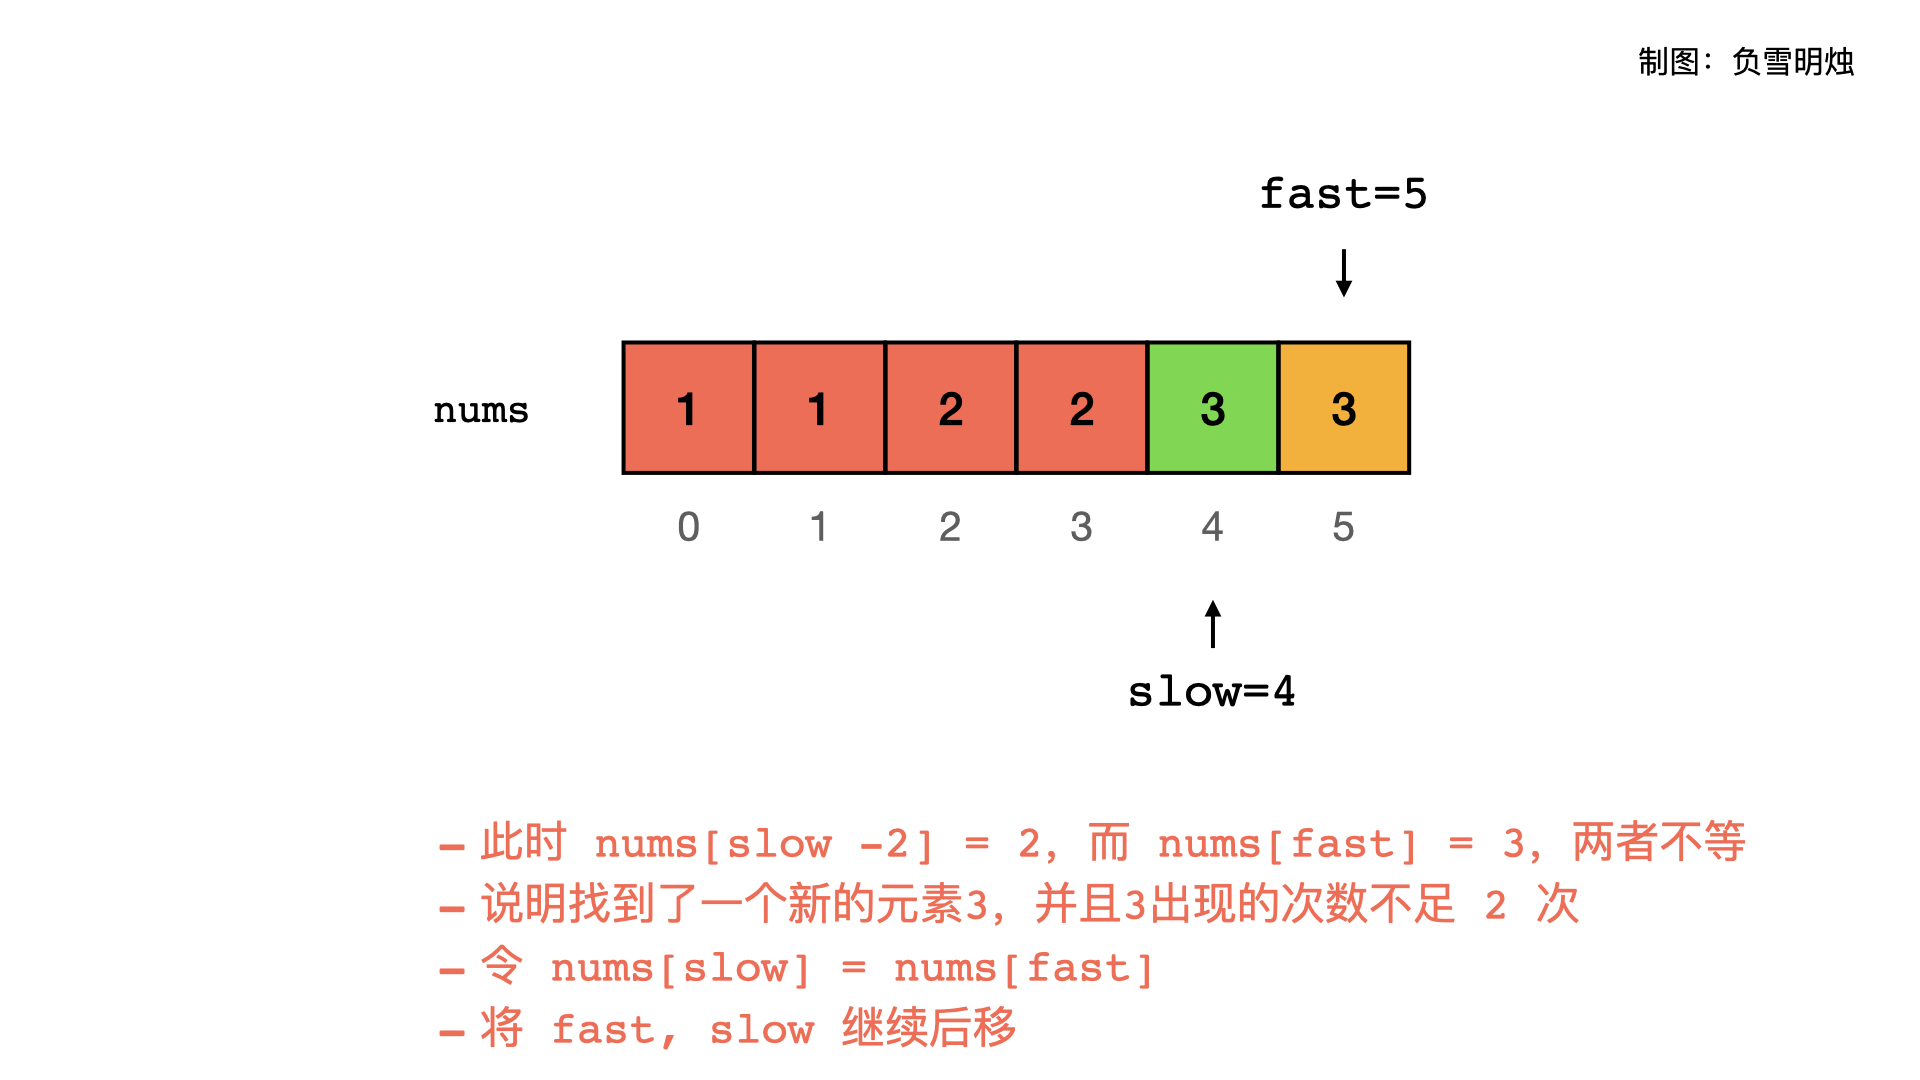 制图：负雪明烛
fast=5
nums 1 1 2 2 3 3
0 1 2 3 4 5
slow=4
- 此时 nums[slow -2] = 2, 而 nums[fast] = 3, 两者不等
- 说明找到了一个新的元素3, 并且3出现的次数不足 2 次
- 令 nums[slow] = nums[fast]
- 将 fast, slow 继续后移